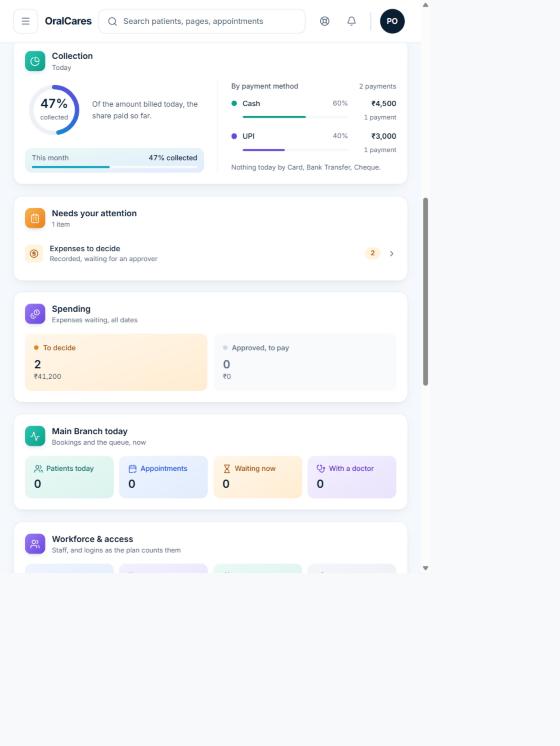 OralCares
Search patients, pages, appointments
PO
Collection
Today
47%
collected
Of the amount billed today, the
share paid so far.
This month 47% collected
By payment method 2 payments
Cash 60% ₹4,500
1 payment
UPI 40% ₹3,000
1 payment
Nothing today by Card, Bank Transfer, Cheque.
Needs your attention
1 item
Expenses to decide
Recorded, waiting for an approver
2
Spending
Expenses waiting, all dates
To decide
2
₹41,200
Approved, to pay
0
₹0
Main Branch today
Bookings and the queue, now
Patients today
0
Appointments
0
Waiting now
0
With a doctor
0
Workforce & access
Staff, and logins as the plan counts them